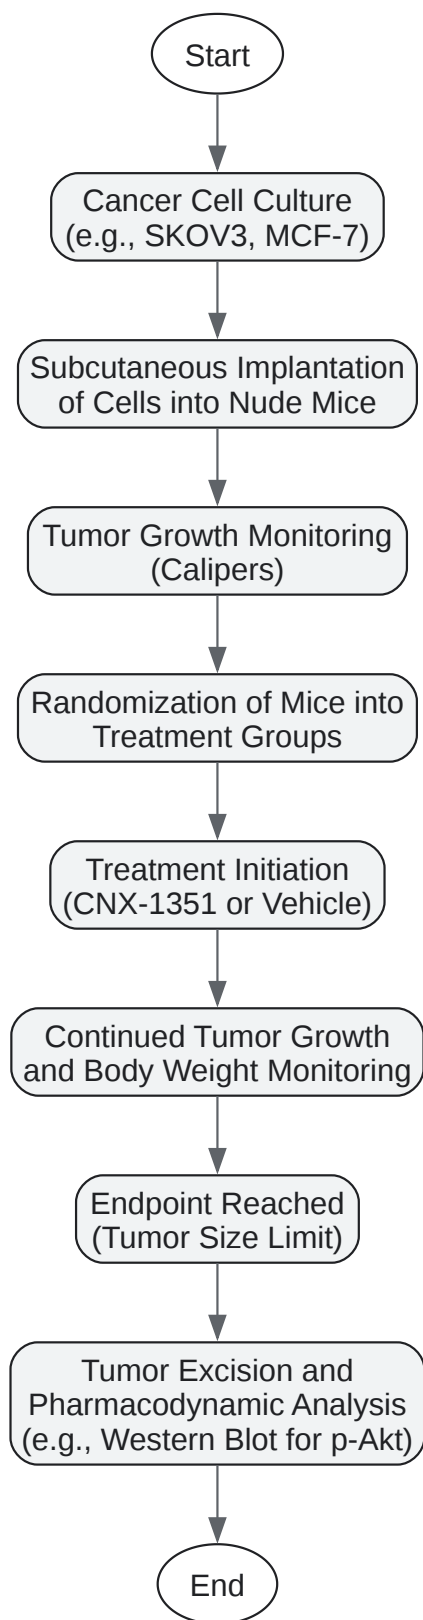 Start
Cancer Cell Culture
(e.g., SKOV3, MCF-7)
Subcutaneous Implantation
of Cells into Nude Mice
Tumor Growth Monitoring
(Calipers)
Randomization of Mice into
Treatment Groups
Treatment Initiation
(CNX-1351 or Vehicle)
Continued Tumor Growth
and Body Weight Monitoring
Endpoint Reached
(Tumor Size Limit)
Tumor Excision and
Pharmacodynamic Analysis
(e.g., Western Blot for p-Akt)
End